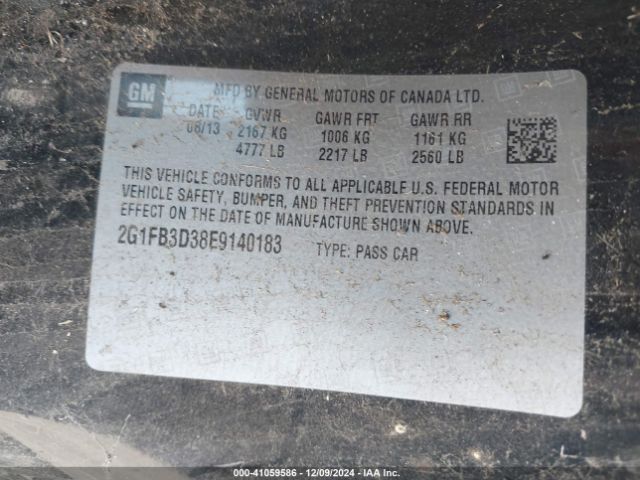 GM
MFD BY GENERAL MOTORS OF CANADA LTD.
DATE GVWR GAWR FRT GAWR RR
08/13 2167 KG 1006 KG 1161 KG
4777 LB 2217 LB 2560 LB
THIS VEHICLE CONFORMS TO ALL APPLICABLE U.S. FEDERAL MOTOR
VEHICLE SAFETY, BUMPER, AND THEFT PREVENTION STANDARDS IN
EFFECT ON THE DATE OF MANUFACTURE SHOWN ABOVE.
2G1FB3D38E9140183 TYPE: PASS CAR
000-41059586 - 12/09/2024 - IAA Inc.